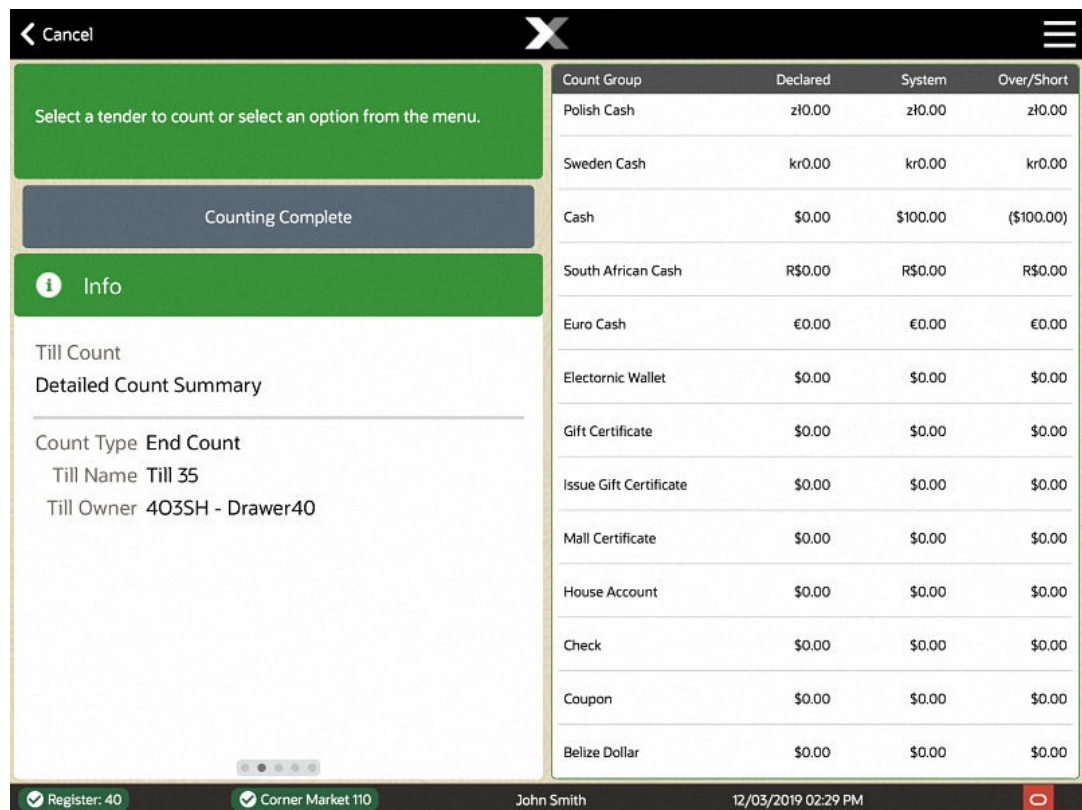 Cancel
Select a tender to count or select an option from the menu.
Counting Complete
Info
Till Count
Detailed Count Summary
Count Type End Count
Till Name Till 35
Till Owner 4O3SH - Drawer40
Count Group Declared System Over/Short
Polish Cash zł0.00 zł0.00 zł0.00
Sweden Cash kr0.00 kr0.00 kr0.00
Cash $0.00 $100.00 ($100.00)
South African Cash R$0.00 R$0.00 R$0.00
Euro Cash €0.00 €0.00 €0.00
Electornic Wallet $0.00 $0.00 $0.00
Gift Certificate $0.00 $0.00 $0.00
Issue Gift Certificate $0.00 $0.00 $0.00
Mall Certificate $0.00 $0.00 $0.00
House Account $0.00 $0.00 $0.00
Check $0.00 $0.00 $0.00
Coupon $0.00 $0.00 $0.00
Belize Dollar $0.00 $0.00 $0.00
Register: 40 Corner Market 110 John Smith 12/03/2019 02:29 PM